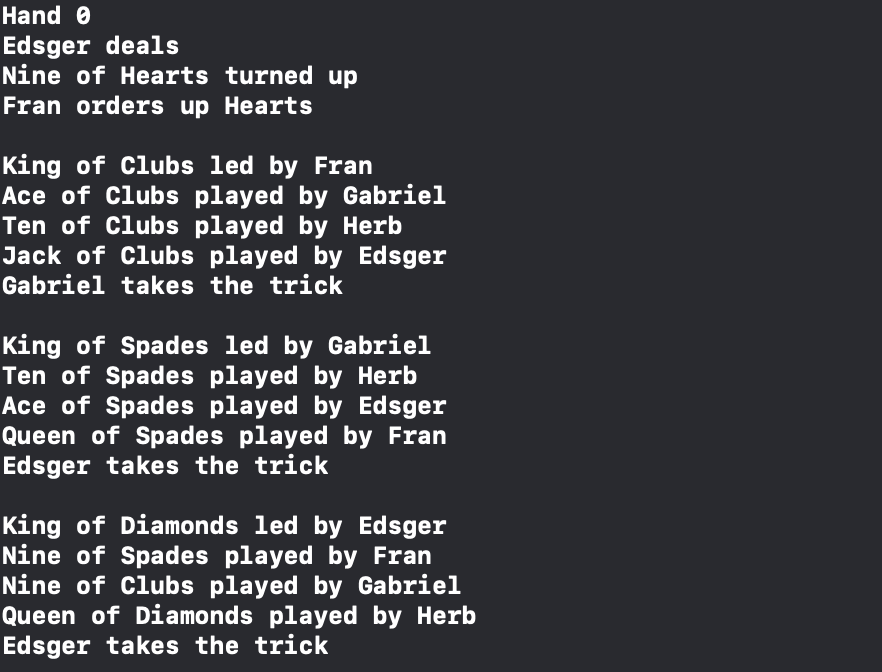 Hand 0
Edsger deals
Nine of Hearts turned up
Fran orders up Hearts
King of Clubs led by Fran
Ace of Clubs played by Gabriel
Ten of Clubs played by Herb
Jack of Clubs played by Edsger
Gabriel takes the trick
King of Spades led by Gabriel
Ten of Spades played by Herb
Ace of Spades played by Edsger
Queen of Spades played by Fran
Edsger takes the trick
King of Diamonds led by Edsger
Nine of Spades played by Fran
Nine of Clubs played by Gabriel
Queen of Diamonds played by Herb
Edsger takes the trick